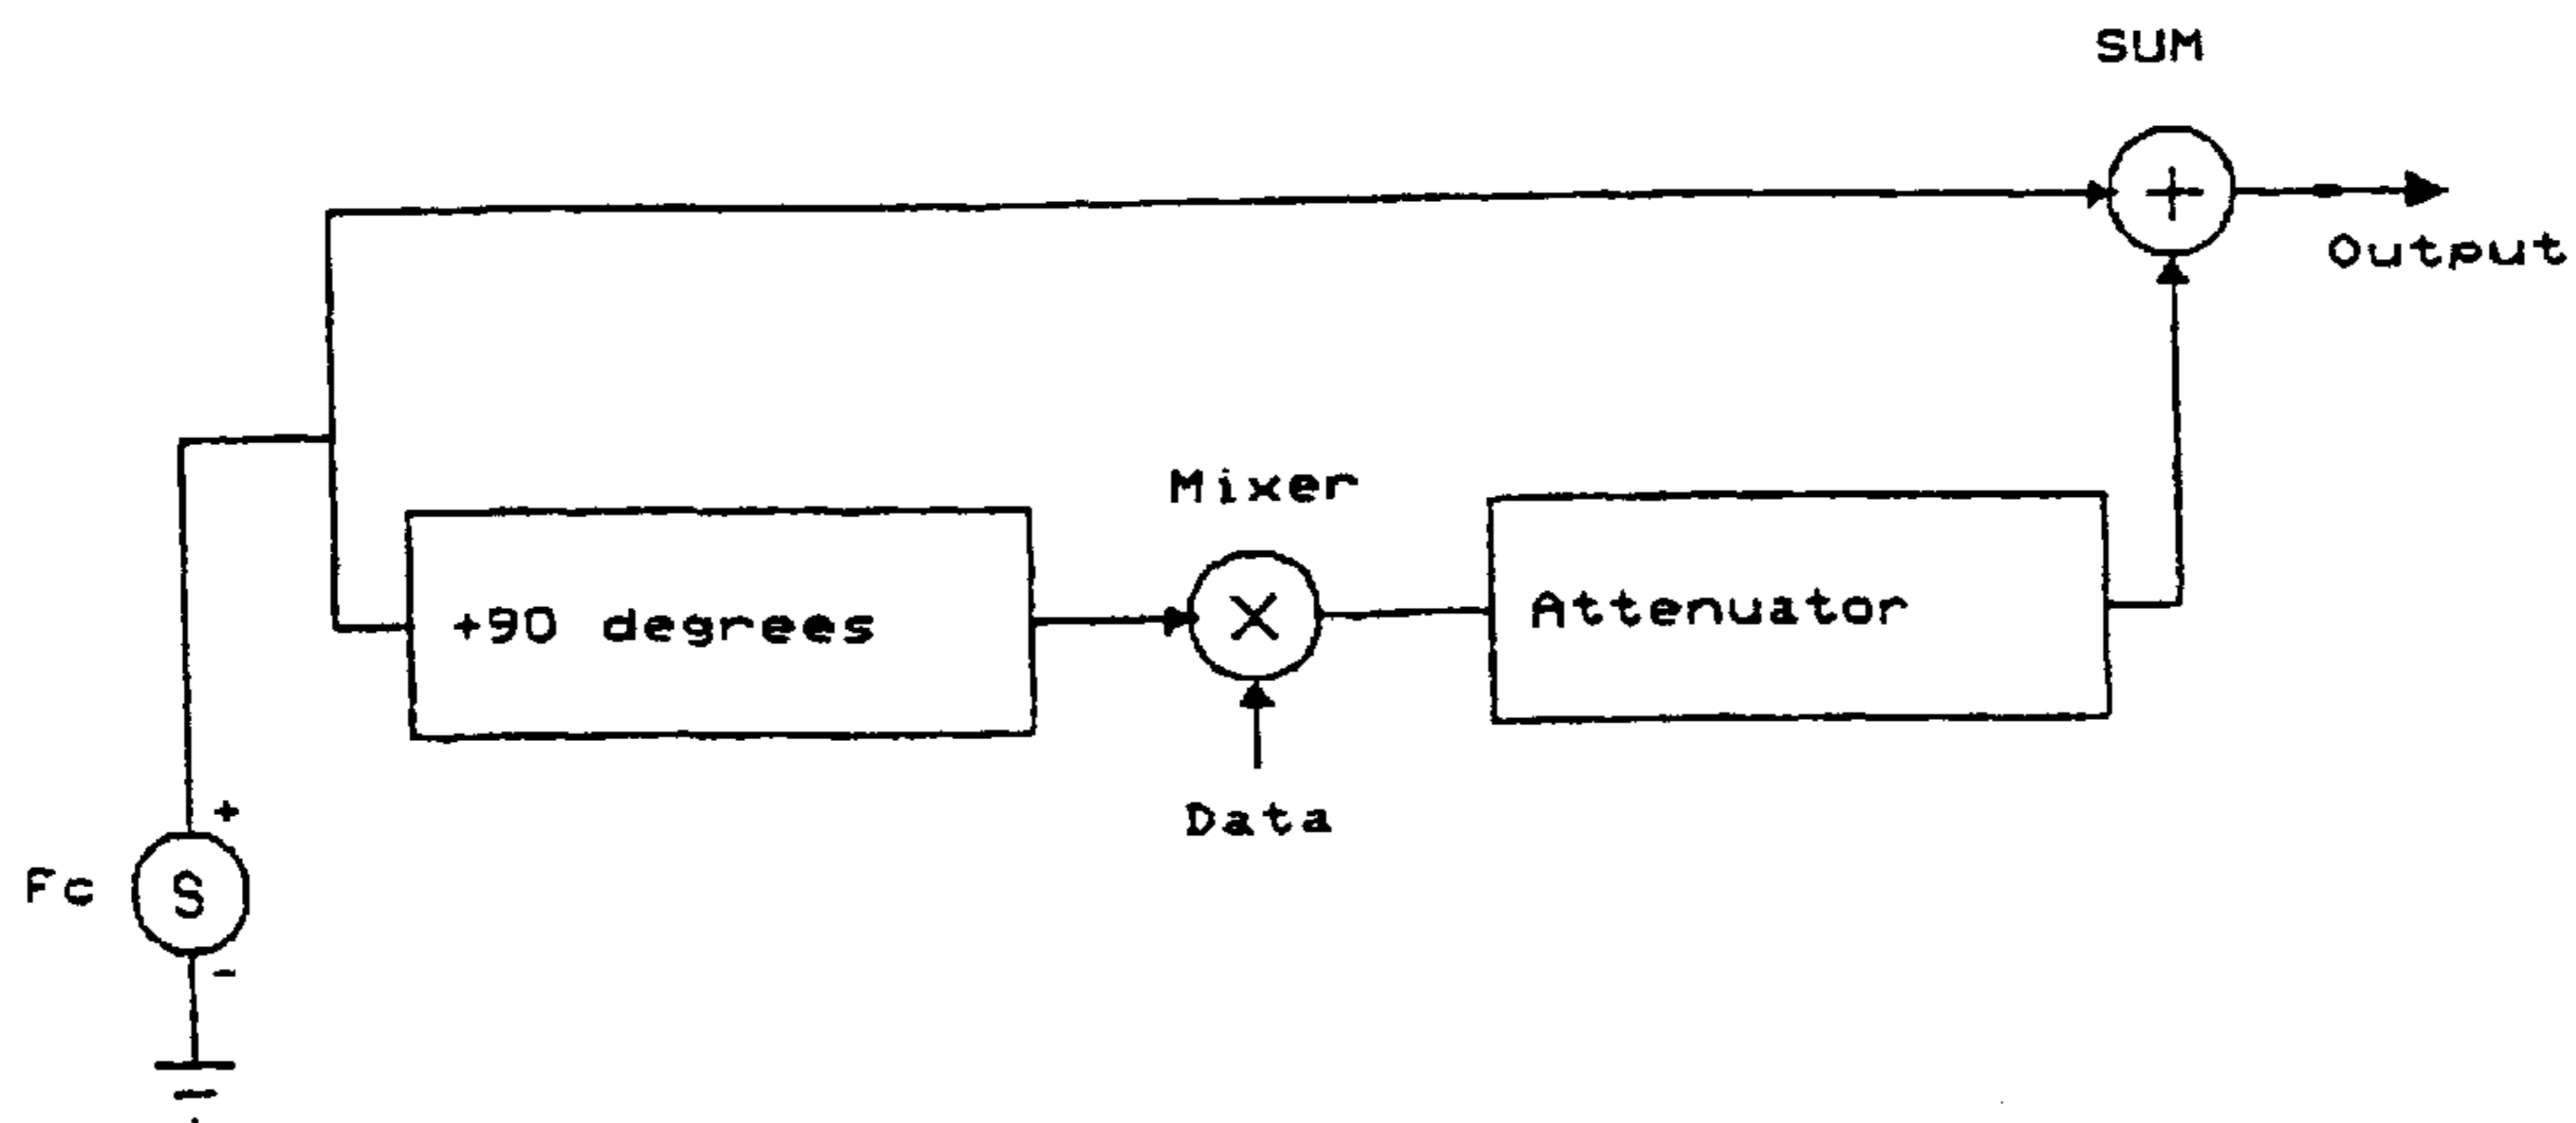 SUM
+
Output
Mixer
+90 degrees
X
Attenuator
Data
+
Fc
S
-